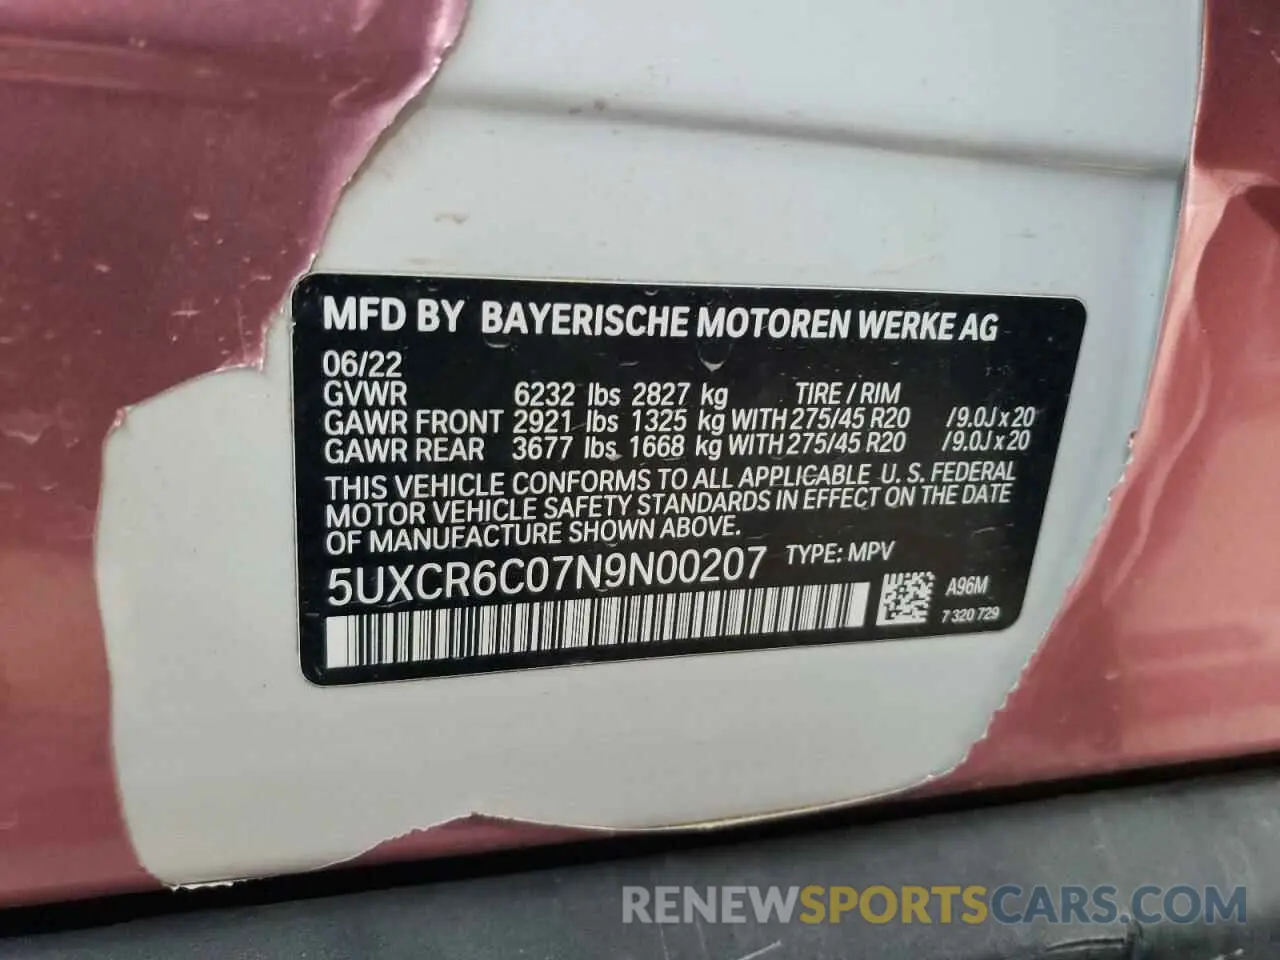 MFD BY BAYERISCHE MOTOREN WERKE AG
06/22
GVWR 6232 lbs 2827 kg TIRE / RIM
GAWR FRONT 2921 lbs 1325 kg WITH 275/45 R20 /9.0J x 20
GAWR REAR 3677 lbs 1668 kg WITH 275/45 R20 /9.0J x 20
THIS VEHICLE CONFORMS TO ALL APPLICABLE U. S. FEDERAL
MOTOR VEHICLE SAFETY STANDARDS IN EFFECT ON THE DATE
OF MANUFACTURE SHOWN ABOVE.
5UXCR6C07N9N00207 TYPE: MPV
A96M
7 320 729
RENEWSPORTSCARS.COM